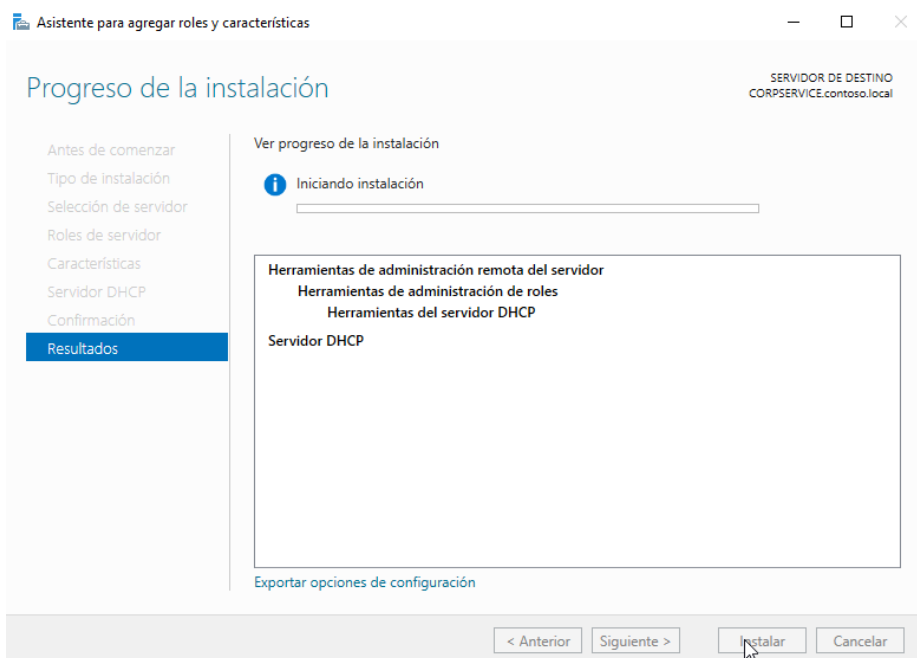 Asistente para agregar roles y características
Progreso de la instalación
SERVIDOR DE DESTINO
CORPSERVICE.contoso.local
Antes de comenzar
Tipo de instalación
Selección de servidor
Roles de servidor
Características
Servidor DHCP
Confirmación
Resultados
Ver progreso de la instalación
Iniciando instalación
Herramientas de administración remota del servidor
Herramientas de administración de roles
Herramientas del servidor DHCP
Servidor DHCP
Exportar opciones de configuración
< Anterior
Siguiente >
Instalar
Cancelar